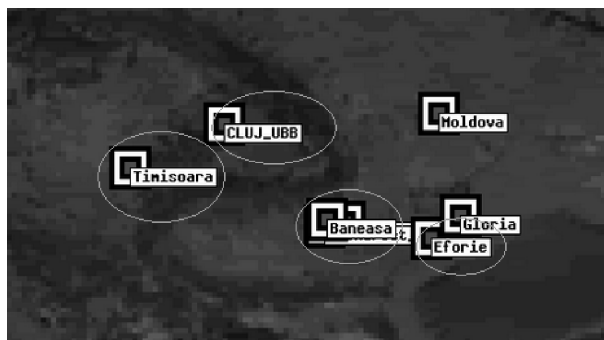 Moldova
CLUJ_UBB
Timisoara
Gloria
Baneasa
Eforie